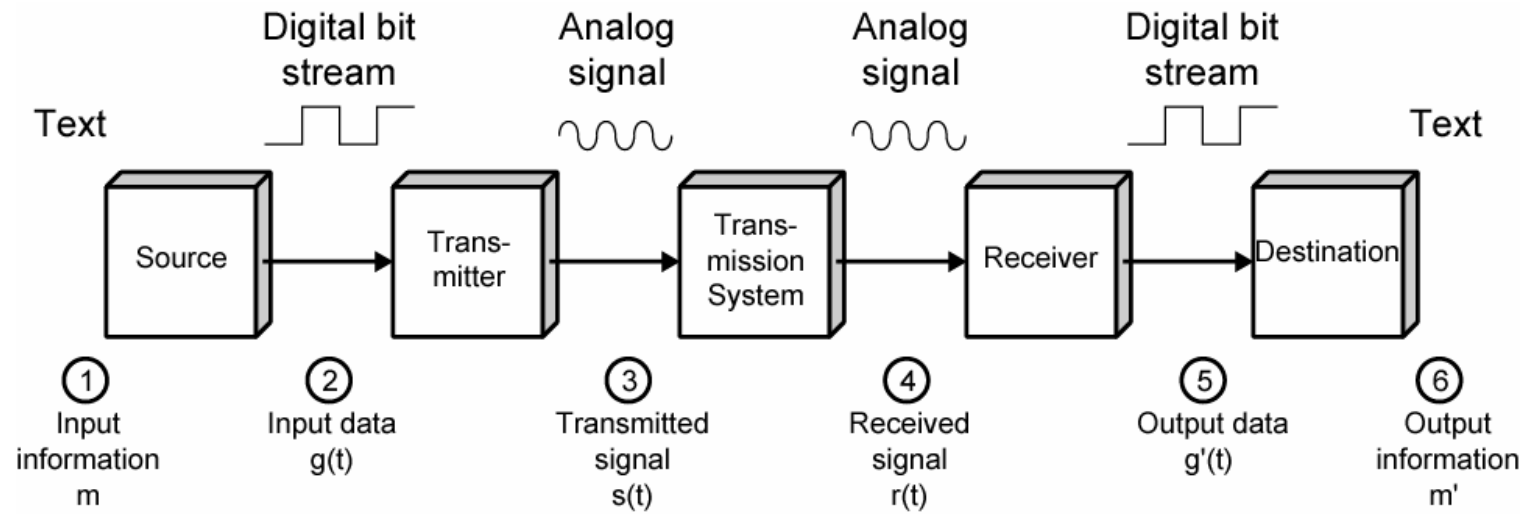 Digital bit
stream
Analog
signal
Analog
signal
Digital bit
stream
Text
Text
Source
Trans-
mitter
Trans-
mission
System
Receiver
Destination
1
Input
information
m
2
Input data
g(t)
3
Transmitted
signal
s(t)
4
Received
signal
r(t)
5
Output data
g'(t)
6
Output
information
m'